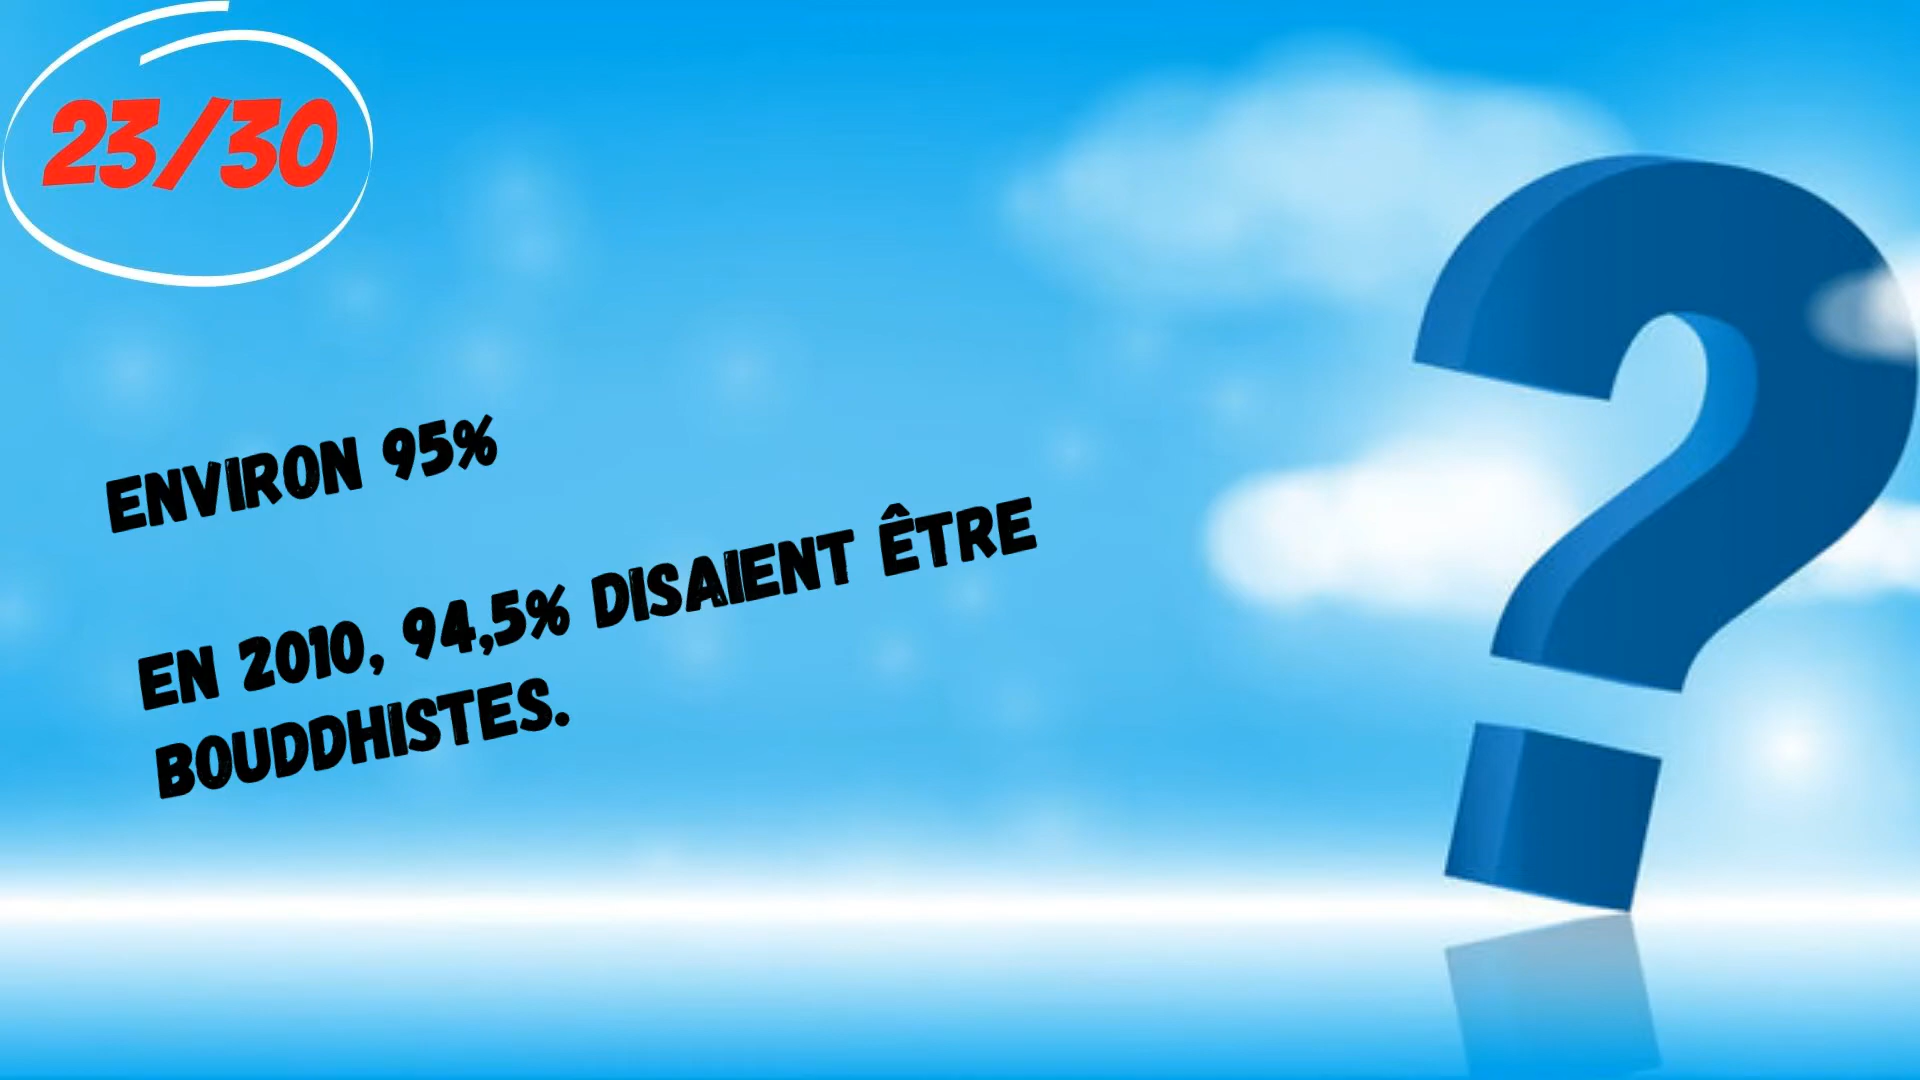 23/30
ENVIRON 95%
EN 2010, 94,5% DISAIENT ÊTRE
BOUDDHISTES.